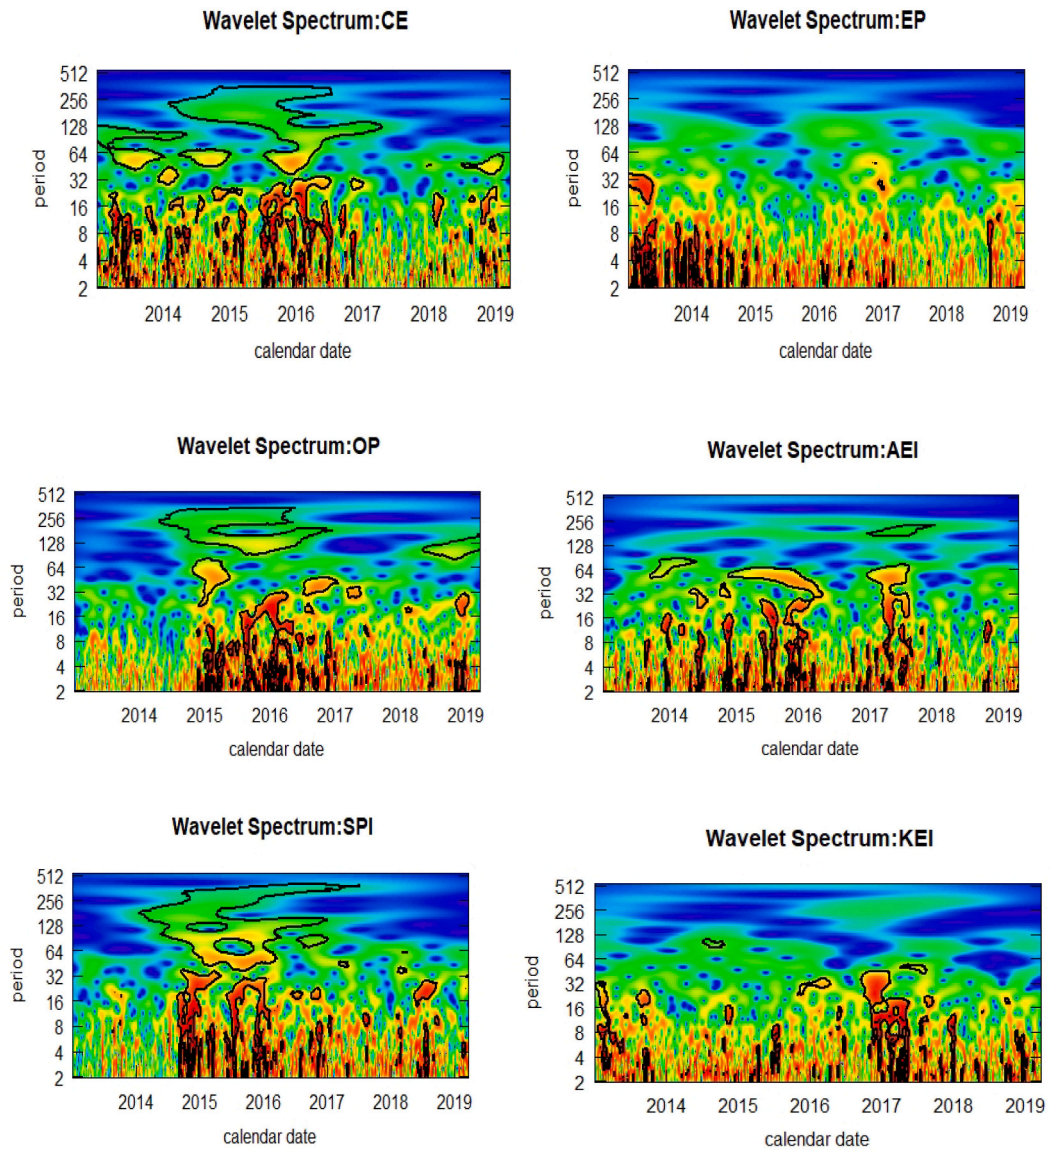 Wavelet Spectrum:CE
period
512
256
128
64
32
16
8
4
2
2014 2015 2016 2017 2018 2019
calendar date
Wavelet Spectrum:EP
period
512
256
128
64
32
16
8
4
2
2014 2015 2016 2017 2018 2019
calendar date
Wavelet Spectrum:OP
period
512
256
128
64
32
16
8
4
2
2014 2015 2016 2017 2018 2019
calendar date
Wavelet Spectrum:AEI
period
512
256
128
64
32
16
8
4
2
2014 2015 2016 2017 2018 2019
calendar date
Wavelet Spectrum:SPI
period
512
256
128
64
32
16
8
4
2
2014 2015 2016 2017 2018 2019
calendar date
Wavelet Spectrum:KEI
period
512
256
128
64
32
16
8
4
2
2014 2015 2016 2017 2018 2019
calendar date